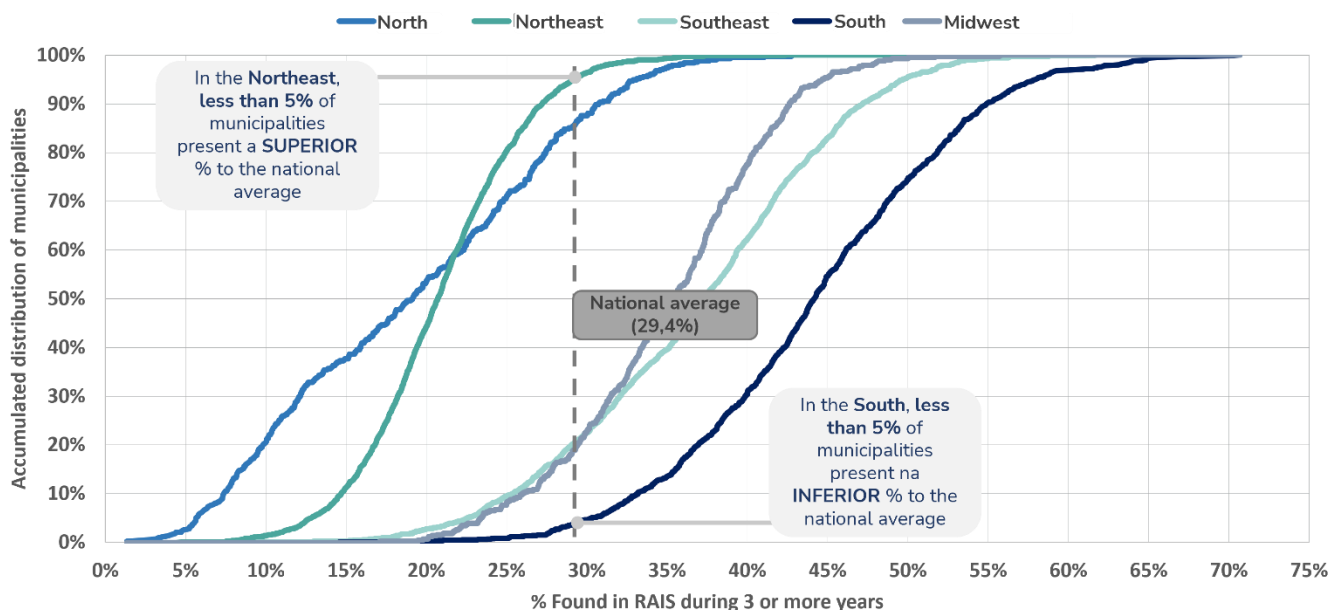 North Northeast Southeast South Midwest
100%
90%
80%
70%
60%
50%
40%
30%
20%
10%
0%
Accumulated distribution of municipalities
In the Northeast,
less than 5% of
municipalities
present a SUPERIOR
% to the national
average
National average
(29,4%)
In the South, less
than 5% of
municipalities
present na
INFERIOR % to the
national average
0% 5% 10% 15% 20% 25% 30% 35% 40% 45% 50% 55% 60% 65% 70% 75%
% Found in RAIS during 3 or more years